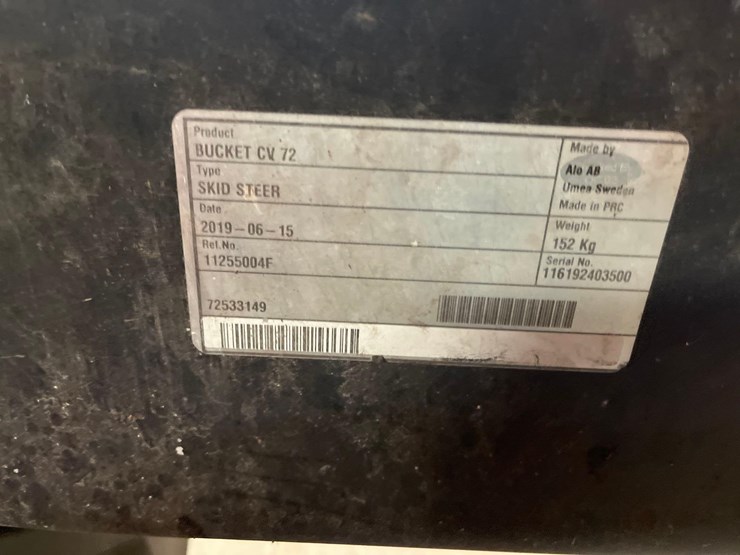 Product
BUCKET CV 72
Type
SKID STEER
Date
2019-06-15
Ref.No.
11255004F
72533149
Made by
Alo AB
Umea Sweden
Made in PRC
Weight
152 Kg
Serial No.
116192403500